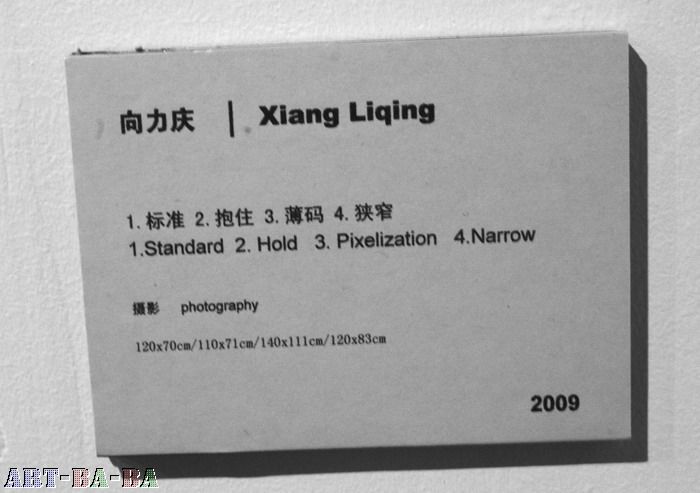 向力庆 | Xiang Liqing
1. 标准 2. 抱住 3. 薄码 4. 狭窄
1.Standard 2. Hold 3. Pixelization 4.Narrow
摄影 photography
120x70cm/110x71cm/140x111cm/120x83cm
2009
ART-BA-BA